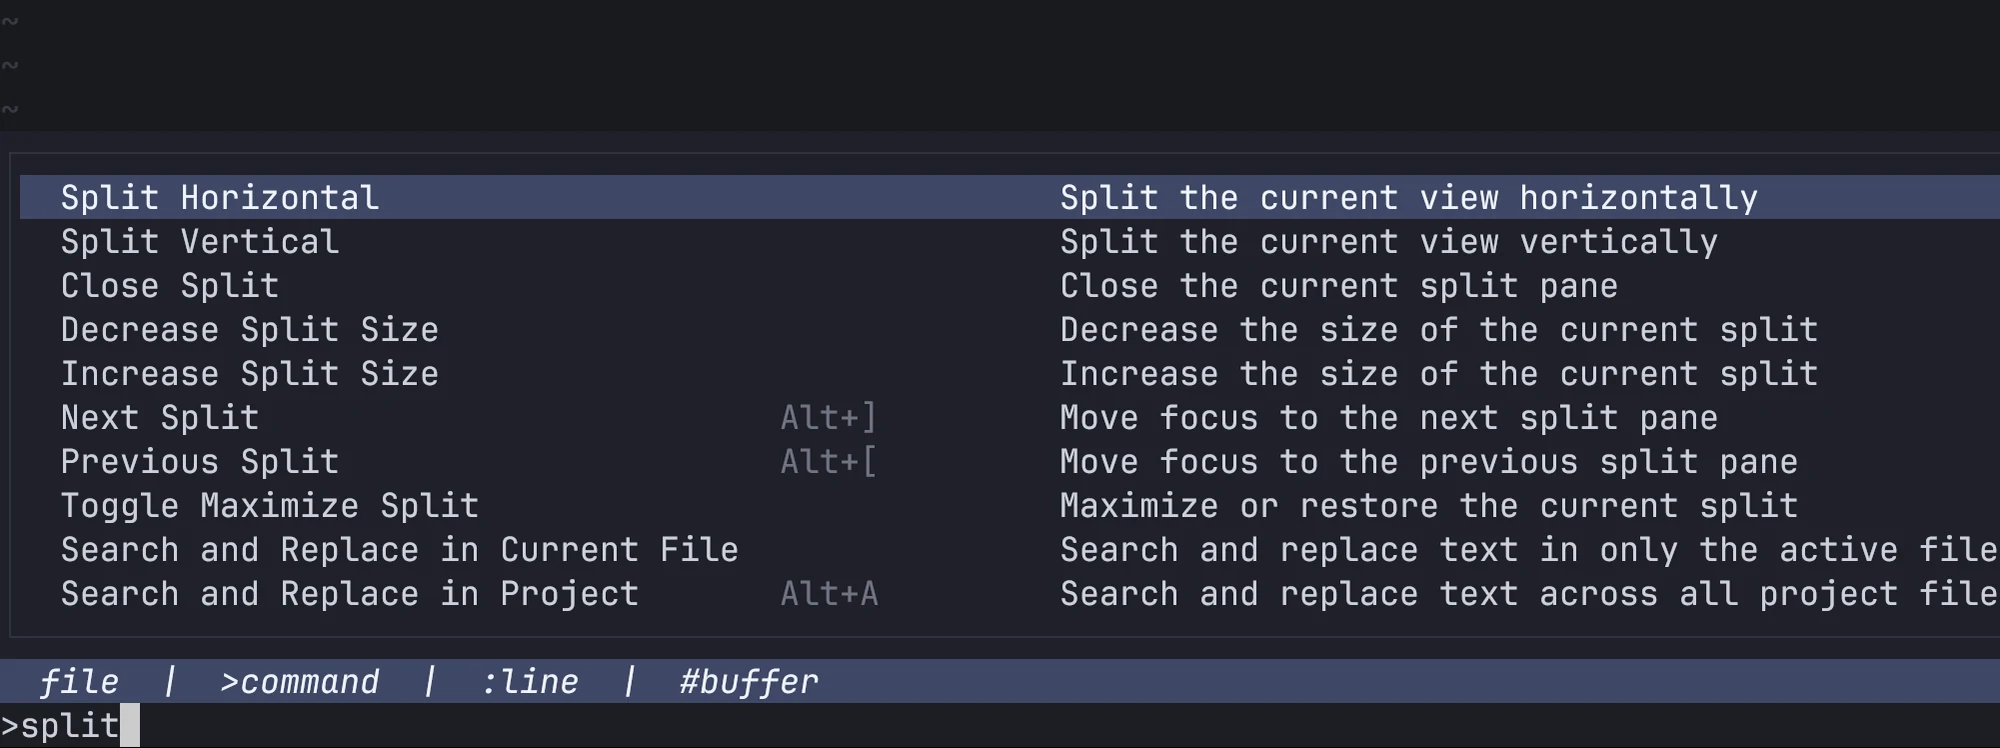 ~
~
~
Split Horizontal Split the current view horizontally
Split Vertical Split the current view vertically
Close Split Close the current split pane
Decrease Split Size Decrease the size of the current split
Increase Split Size Increase the size of the current split
Next Split Alt+] Move focus to the next split pane
Previous Split Alt+[ Move focus to the previous split pane
Toggle Maximize Split Maximize or restore the current split
Search and Replace in Current File Search and replace text in only the active file
Search and Replace in Project Alt+A Search and replace text across all project file
file | >command | :line | #buffer
>split